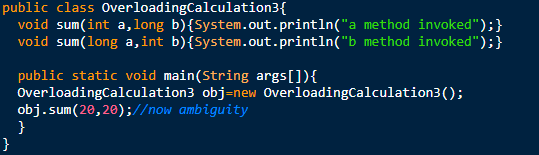 public class OverloadingCalculation3{
  void sum(int a,long b){System.out.println("a method invoked");}
  void sum(long a,int b){System.out.println("b method invoked");}

  public static void main(String args[]){
  OverloadingCalculation3 obj=new OverloadingCalculation3();
  obj.sum(20,20);//now ambiguity
  }
}